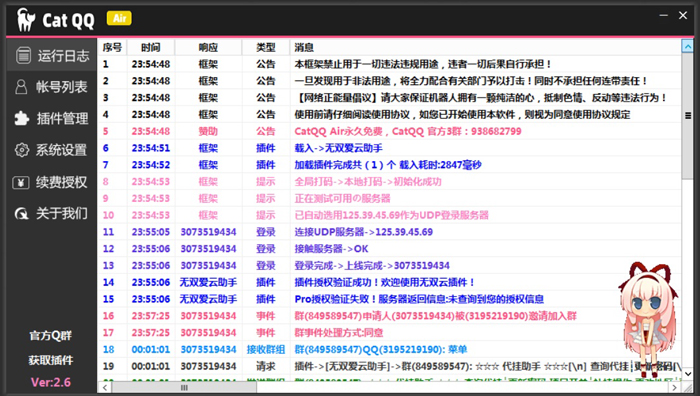 Cat QQ Air
运行日志
帐号列表
插件管理
系统设置
续费授权
关于我们
官方Q群
获取插件
Ver:2.6
序号 时间 响应 类型 消息
1 23:54:48 框架 公告 本框架禁止用于一切违法违规用途，违者一切后果自行承担！
2 23:54:48 框架 公告 一旦发现用于非法用途，将全力配合有关部门予以打击！同时不承担任何连带责任！
3 23:54:48 框架 公告 【网络正能量倡议】请大家保证机器人拥有一颗纯洁的心，抵制色情、反动等违法行为！
4 23:54:48 框架 公告 使用前请仔细阅读使用协议，如您已开始使用本软件，则视为同意使用协议规定
5 23:54:48 赞助 公告 CatQQ Air永久免费，CatQQ 官方3群：938682799
6 23:54:51 框架 插件 载入->无双爱云助手
7 23:54:52 框架 插件 加载插件完成共（1）个 载入耗时:2847毫秒
8 23:54:53 框架 提示 全局打码->本地打码->初始化成功
9 23:54:53 框架 提示 正在测试可用の服务器
10 23:54:53 框架 提示 已自动选用125.39.45.69作为UDP登录服务器
11 23:55:05 3073519434 登录 连接UDP服务器->125.39.45.69
12 23:55:06 3073519434 登录 接触服务器->OK
13 23:55:06 3073519434 登录 登录完成->上线完成->3073519434
14 23:55:06 无双爱云助手 插件 插件授权验证成功！欢迎使用无双云插件！
15 23:55:06 无双爱云助手 插件 Pro授权验证失败！服务器返回信息:未查询到您的授权信息
16 23:57:25 3073519434 事件 群(849589547)申请人(3073519434)被(3195219190)邀请加入群
17 23:57:25 3073519434 事件 群事件处理方式:同意
18 00:01:01 3073519434 接收群组 群(849589547)QQ(3195219190): 菜单
19 00:01:01 3073519434 请求 插件->[无双爱云助手]->群(849589547): ☆☆☆ 代挂助手 ☆☆☆[\n] 查询代挂